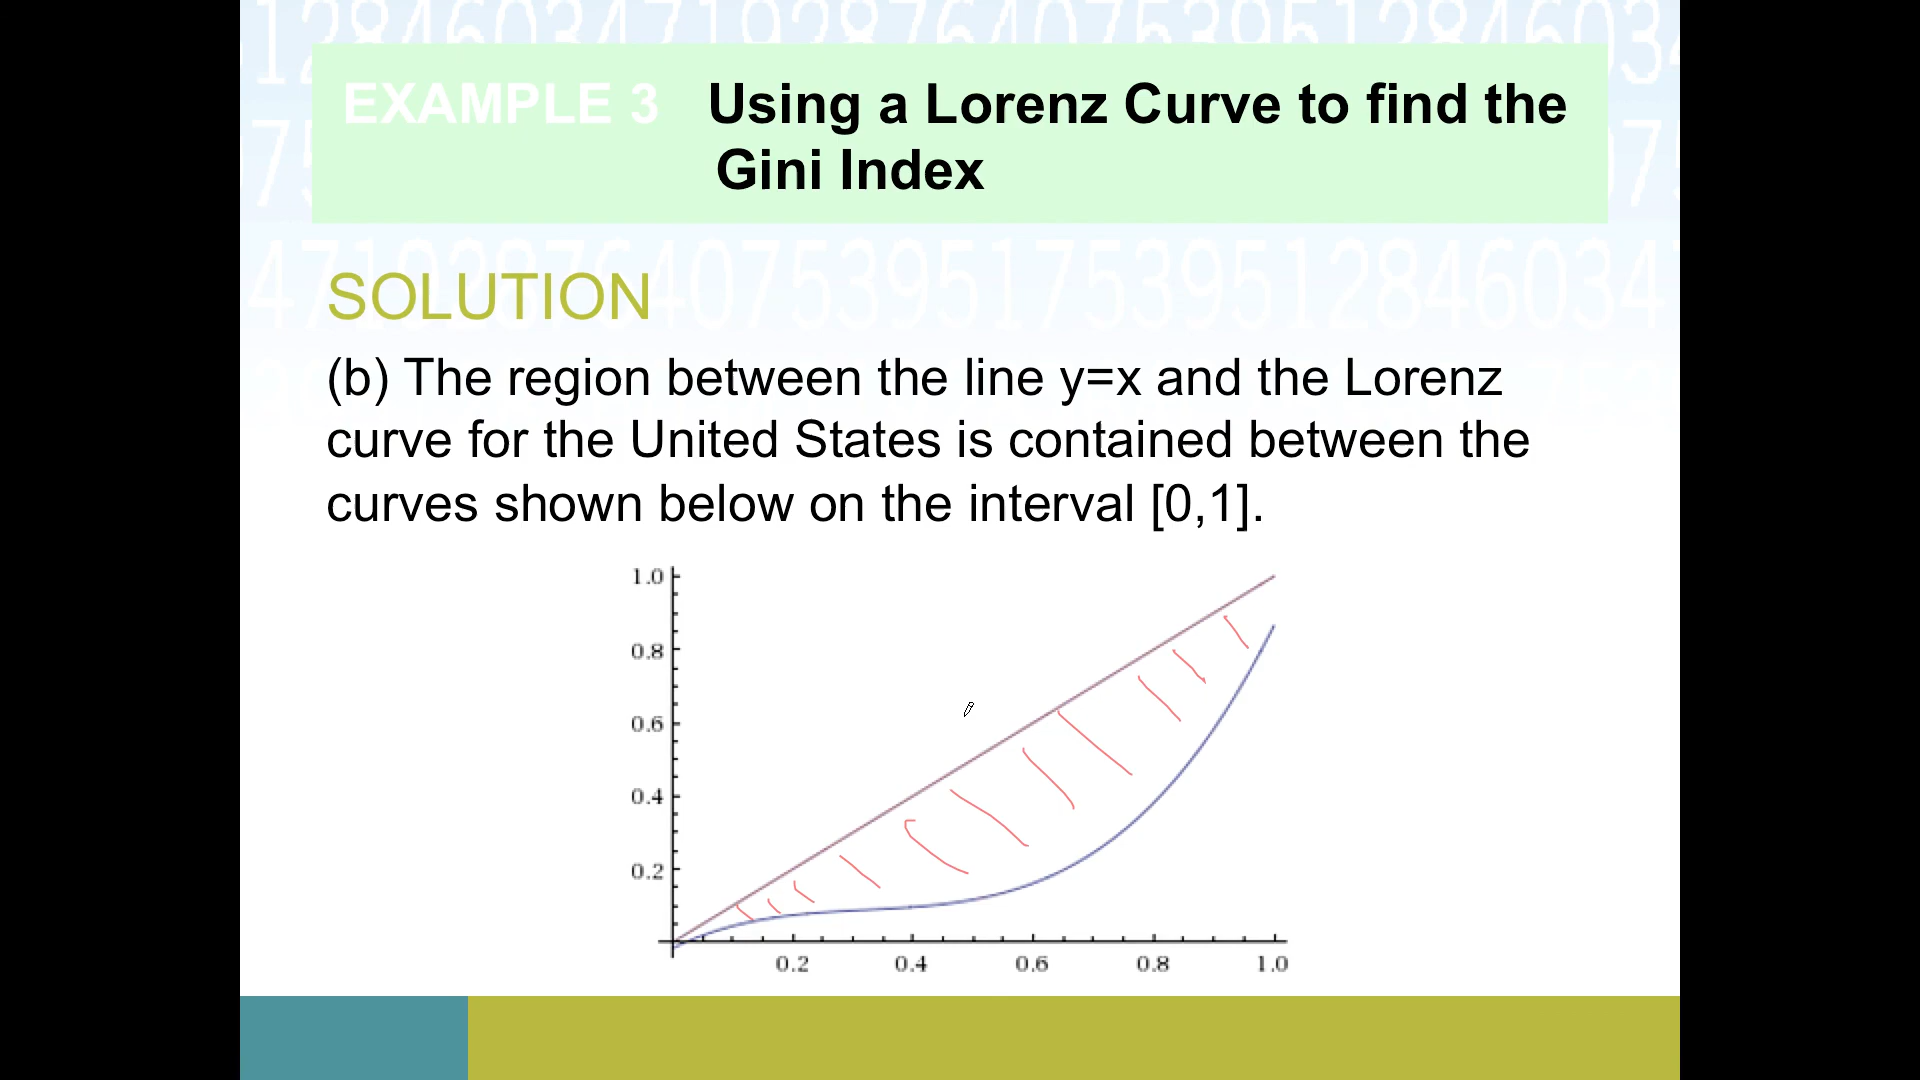 EXAMPLE 3 Using a Lorenz Curve to find the
Gini Index
SOLUTION
(b) The region between the line y=x and the Lorenz
curve for the United States is contained between the
curves shown below on the interval [0,1].
1.0
0.8
0.6
0.4
0.2
0.2 0.4 0.6 0.8 1.0